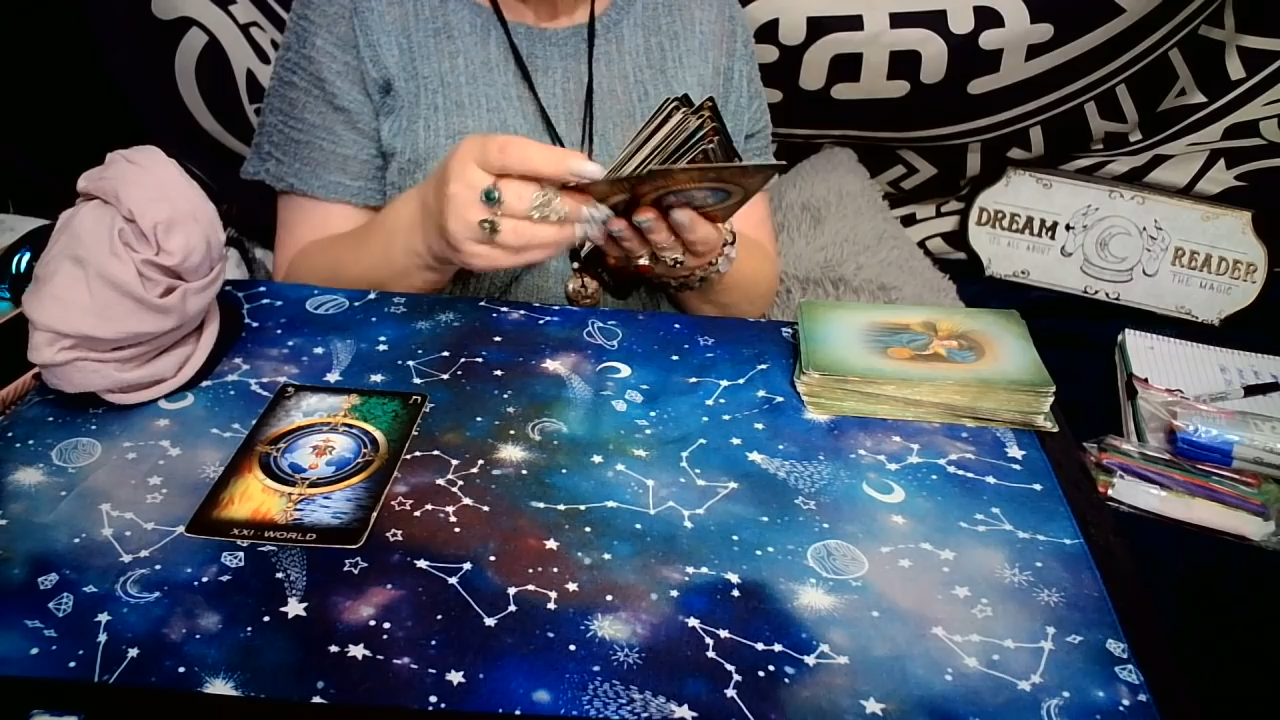 DREAM
IT'S ALL ABOUT
READER
THE MAGIC
XXI · WORLD